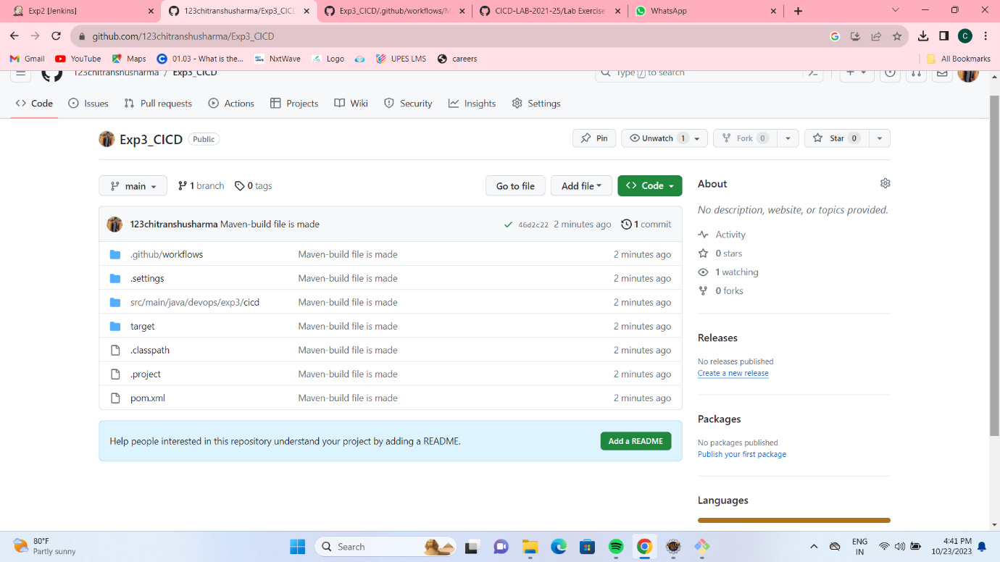 Exp2 [Jenkins]
123chitranshusharma/Exp3_CICD
Exp3_CICD/.github/workflows/M
CICD-LAB-2021-25/Lab Exercise
WhatsApp
github.com/123chitranshusharma/Exp3_CICD
C
Gmail YouTube Maps 01.03 - What is the... NxtWave Logo UPES LMS careers All Bookmarks
123chitranshusharma / Exp3_CICD Type / to search
Code Issues Pull requests Actions Projects Wiki Security Insights Settings
Exp3_CICD Public Pin Unwatch 1 Fork 0 Star 0
main 1 branch 0 tags Go to file Add file Code
About
No description, website, or topics provided.
123chitranshusharma Maven-build file is made 46d2c22 2 minutes ago 1 commit
Activity
.github/workflows Maven-build file is made 2 minutes ago
0 stars
.settings Maven-build file is made 2 minutes ago
1 watching
src/main/java/devops/exp3/cicd Maven-build file is made 2 minutes ago
0 forks
target Maven-build file is made 2 minutes ago
.classpath Maven-build file is made 2 minutes ago
.project Maven-build file is made 2 minutes ago
pom.xml Maven-build file is made 2 minutes ago
Releases
No releases published
Create a new release
Help people interested in this repository understand your project by adding a README. Add a README
Packages
No packages published
Publish your first package
Languages
80°F
Partly sunny
Search
ENG
IN
4:41 PM
10/23/2023